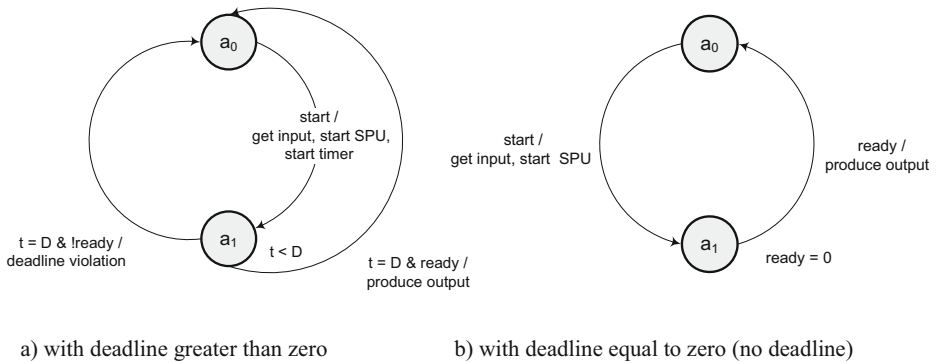 a0
start /
get input, start SPU,
start timer
a1
t < D
t = D & !ready /
deadline violation
t = D & ready /
produce output
a0
start /
get input, start SPU
ready /
produce output
a1
ready = 0
a) with deadline greater than zero
b) with deadline equal to zero (no deadline)